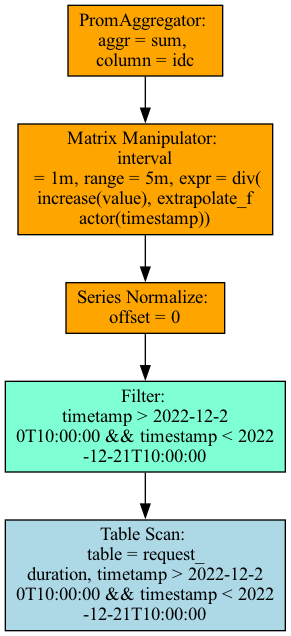 PromAggregator:
aggr = sum,
column = idc
Matrix Manipulator:
interval
= 1m, range = 5m, expr = div(
increase(value), extrapolate_f
actor(timestamp))
Series Normalize:
offset = 0
Filter:
timetamp > 2022-12-2
0T10:00:00 && timestamp < 2022
-12-21T10:00:00
Table Scan:
table = request_
duration, timestamp > 2022-12-2
0T10:00:00 && timestamp < 2022
-12-21T10:00:00